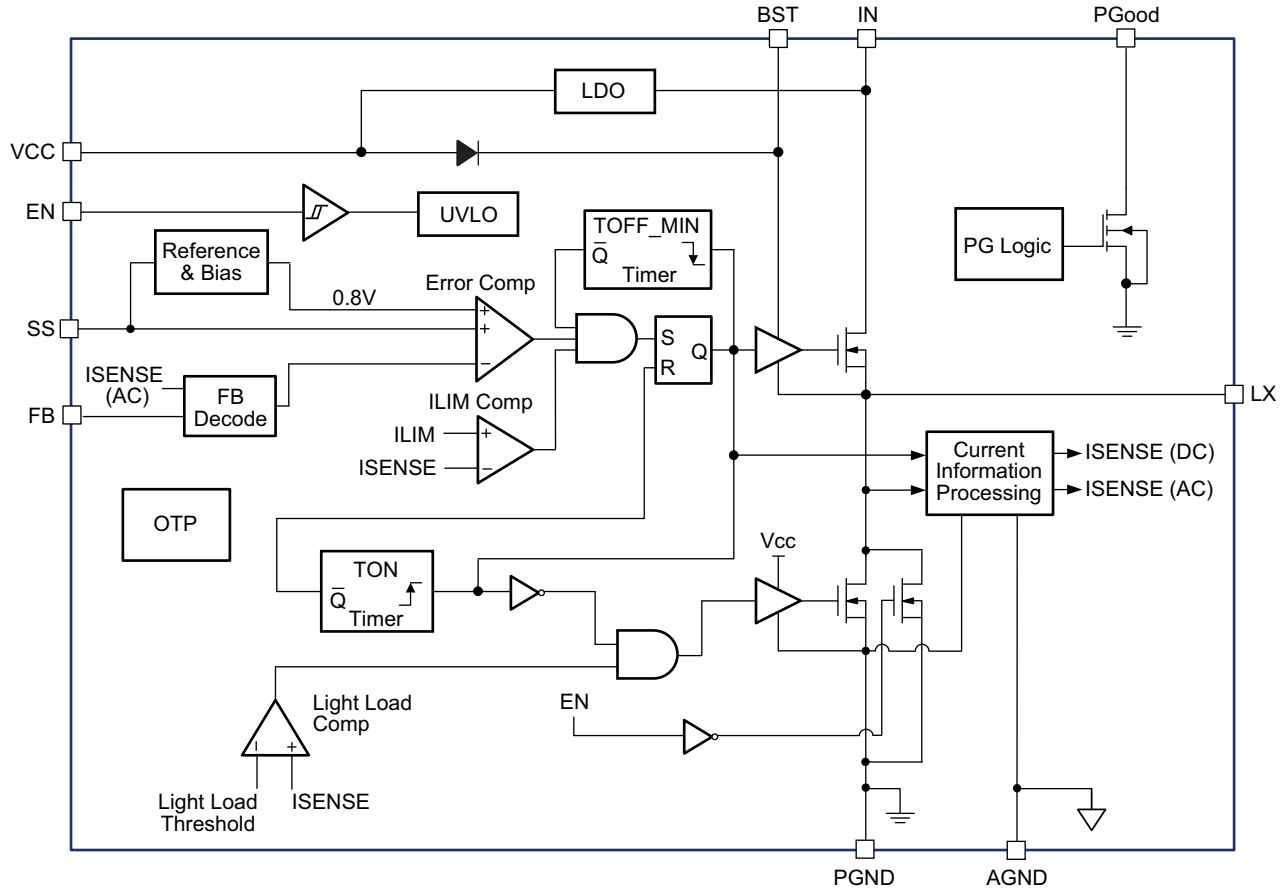 BST
IN
PGood
LDO
VCC
EN
UVLO
TOFF_MIN
Q̅
Timer
PG Logic
Reference
& Bias
Error Comp
0.8V
+
+
−
SS
S
R
Q
ISENSE
(AC)
FB
FB
Decode
ILIM Comp
ILIM
+
ISENSE
−
LX
Current
Information
Processing
ISENSE (DC)
ISENSE (AC)
OTP
Vcc
TON
Q̅
Timer
Light Load
Comp
−
+
EN
Light Load
Threshold
ISENSE
PGND
AGND